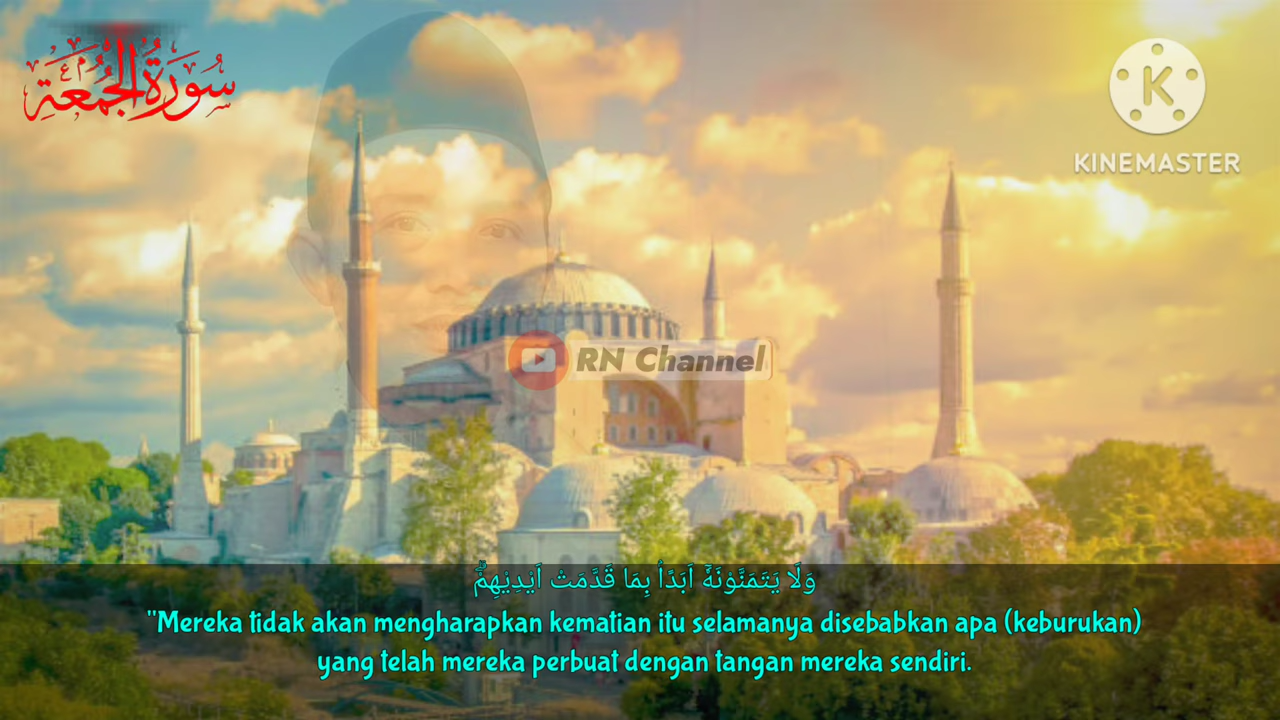 سُورَةُ الجُمُعَةِ
KINEMASTER
RN Channel
وَلَا يَتَمَنَّوْنَهٗٓ اَبَدًاۢ بِمَا قَدَّمَتْ اَيْدِيْهِمْۗ
"Mereka tidak akan mengharapkan kematian itu selamanya disebabkan apa (keburukan)
yang telah mereka perbuat dengan tangan mereka sendiri.